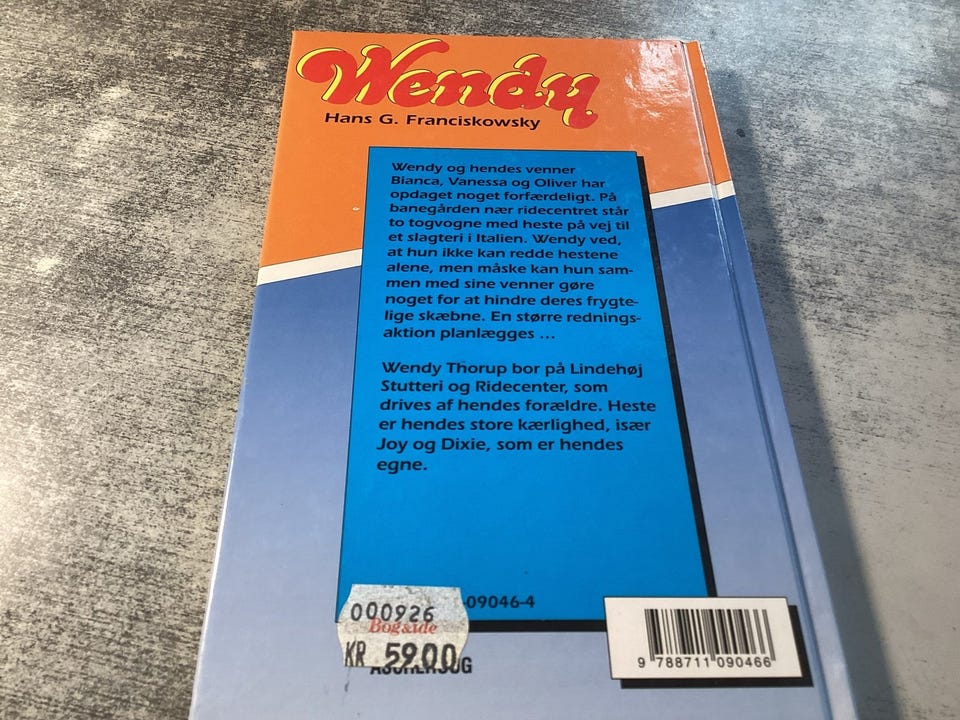 Wendy
Hans G. Franciskowsky
Wendy og hendes venner
Bianca, Vanessa og Oliver har
opdaget noget forfærdeligt. På
banegården nær ridecentret står
to togvogne med heste på vej til
et slagteri i Italien. Wendy ved,
at hun ikke kan redde hestene
alene, men måske kan hun sam-
men med sine venner gøre
noget for at hindre deres frygte-
lige skæbne. En større rednings-
aktion planlægges ...
Wendy Thorup bor på Lindehøj
Stutteri og Ridecenter, som
drives af hendes forældre. Heste
er hendes store kærlighed, især
Joy og Dixie, som er hendes
egne.
-09046-4
000926
Bog&ide
KR 5900
9 788711 090466